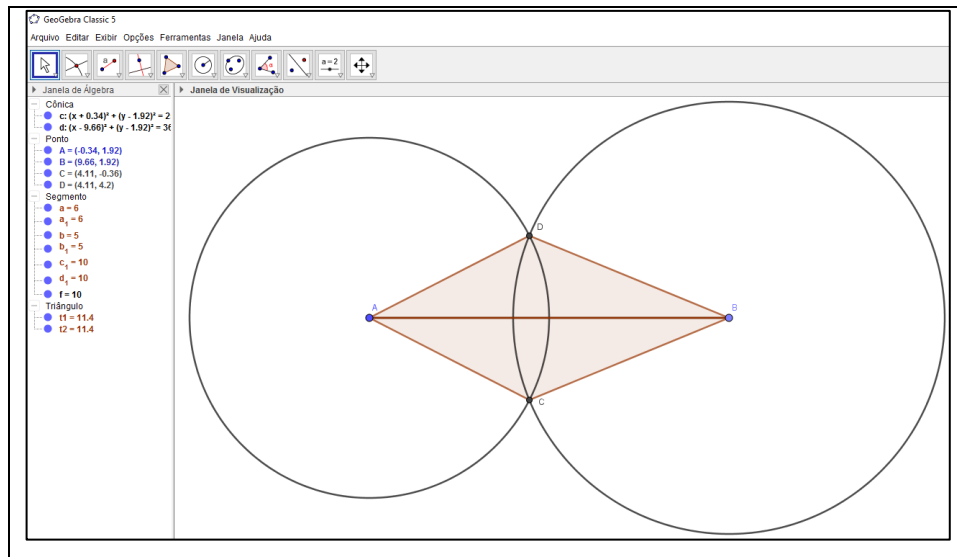 GeoGebra Classic 5
Arquivo Editar Exibir Opções Ferramentas Janela Ajuda
a
α
a=2
Janela de Álgebra
Janela de Visualização
Cônica
c: (x + 0.34)² + (y - 1.92)² = 2
d: (x - 9.66)² + (y - 1.92)² = 36
Ponto
A = (-0.34, 1.92)
B = (9.66, 1.92)
C = (4.11, -0.36)
D = (4.11, 4.2)
Segmento
a = 6
a₁ = 6
b = 5
b₁ = 5
c₁ = 10
d₁ = 10
f = 10
Triângulo
t1 = 11.4
t2 = 11.4
D
A
B
C